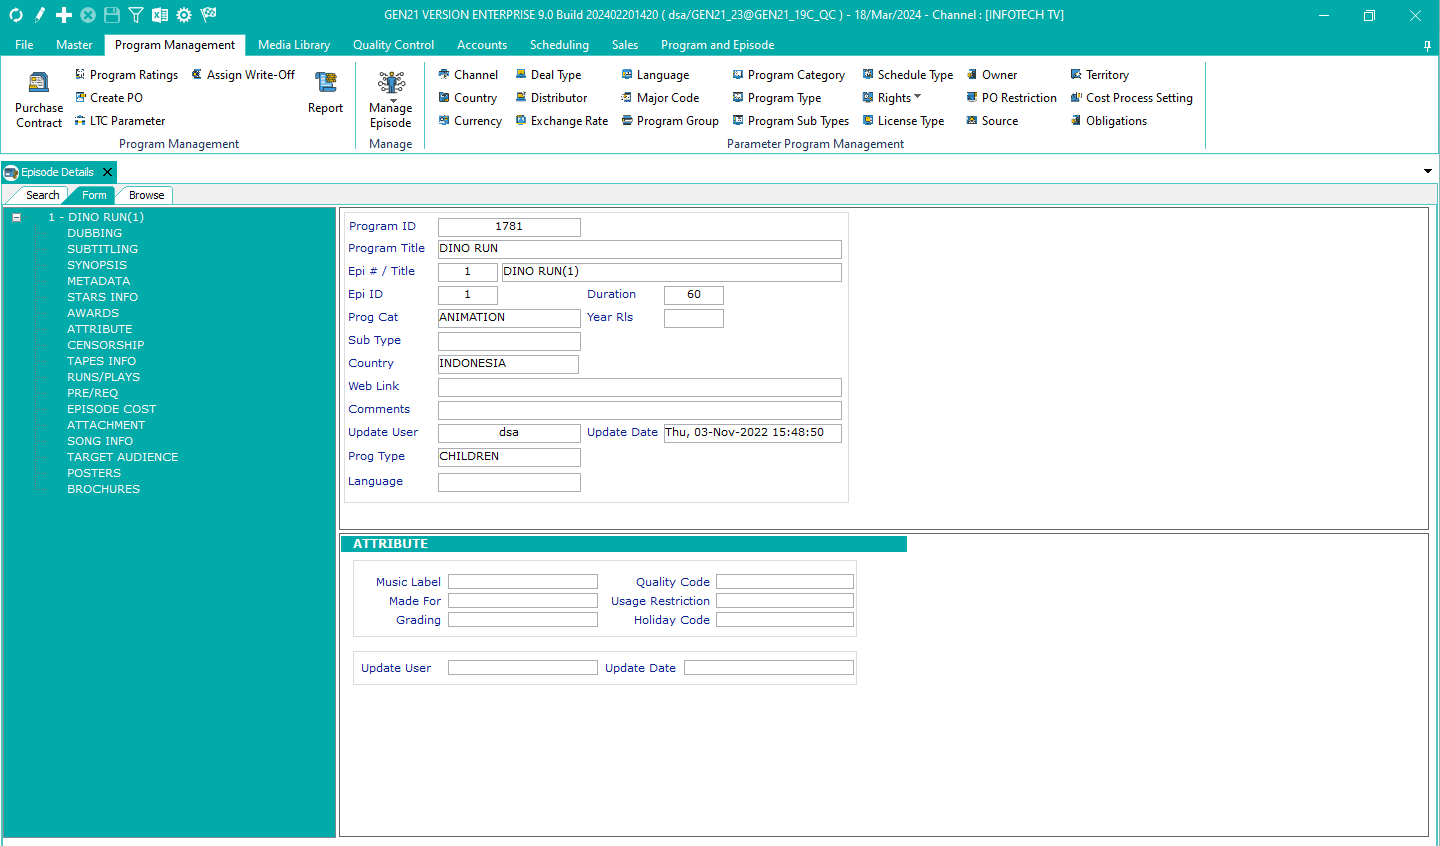 GEN21 VERSION ENTERPRISE 9.0 Build 202402201420 ( dsa/GEN21_23@GEN21_19C_QC ) - 18/Mar/2024 - Channel : [INFOTECH TV]
File Master Program Management Media Library Quality Control Accounts Scheduling Sales Program and Episode
Purchase Contract
Program Ratings Assign Write-Off
Create PO
LTC Parameter
Report
Program Management
Manage Episode
Manage
Channel Deal Type Language Program Category Schedule Type Owner Territory
Country Distributor Major Code Program Type Rights PO Restriction Cost Process Setting
Currency Exchange Rate Program Group Program Sub Types License Type Source Obligations
Parameter Program Management
Episode Details
Search Form Browse
1 - DINO RUN(1)
DUBBING
SUBTITLING
SYNOPSIS
METADATA
STARS INFO
AWARDS
ATTRIBUTE
CENSORSHIP
TAPES INFO
RUNS/PLAYS
PRE/REQ
EPISODE COST
ATTACHMENT
SONG INFO
TARGET AUDIENCE
POSTERS
BROCHURES
Program ID 1781
Program Title DINO RUN
Epi # / Title 1 DINO RUN(1)
Epi ID 1 Duration 60
Prog Cat ANIMATION Year Rls
Sub Type
Country INDONESIA
Web Link
Comments
Update User dsa Update Date Thu, 03-Nov-2022 15:48:50
Prog Type CHILDREN
Language
ATTRIBUTE
Music Label Quality Code
Made For Usage Restriction
Grading Holiday Code
Update User Update Date